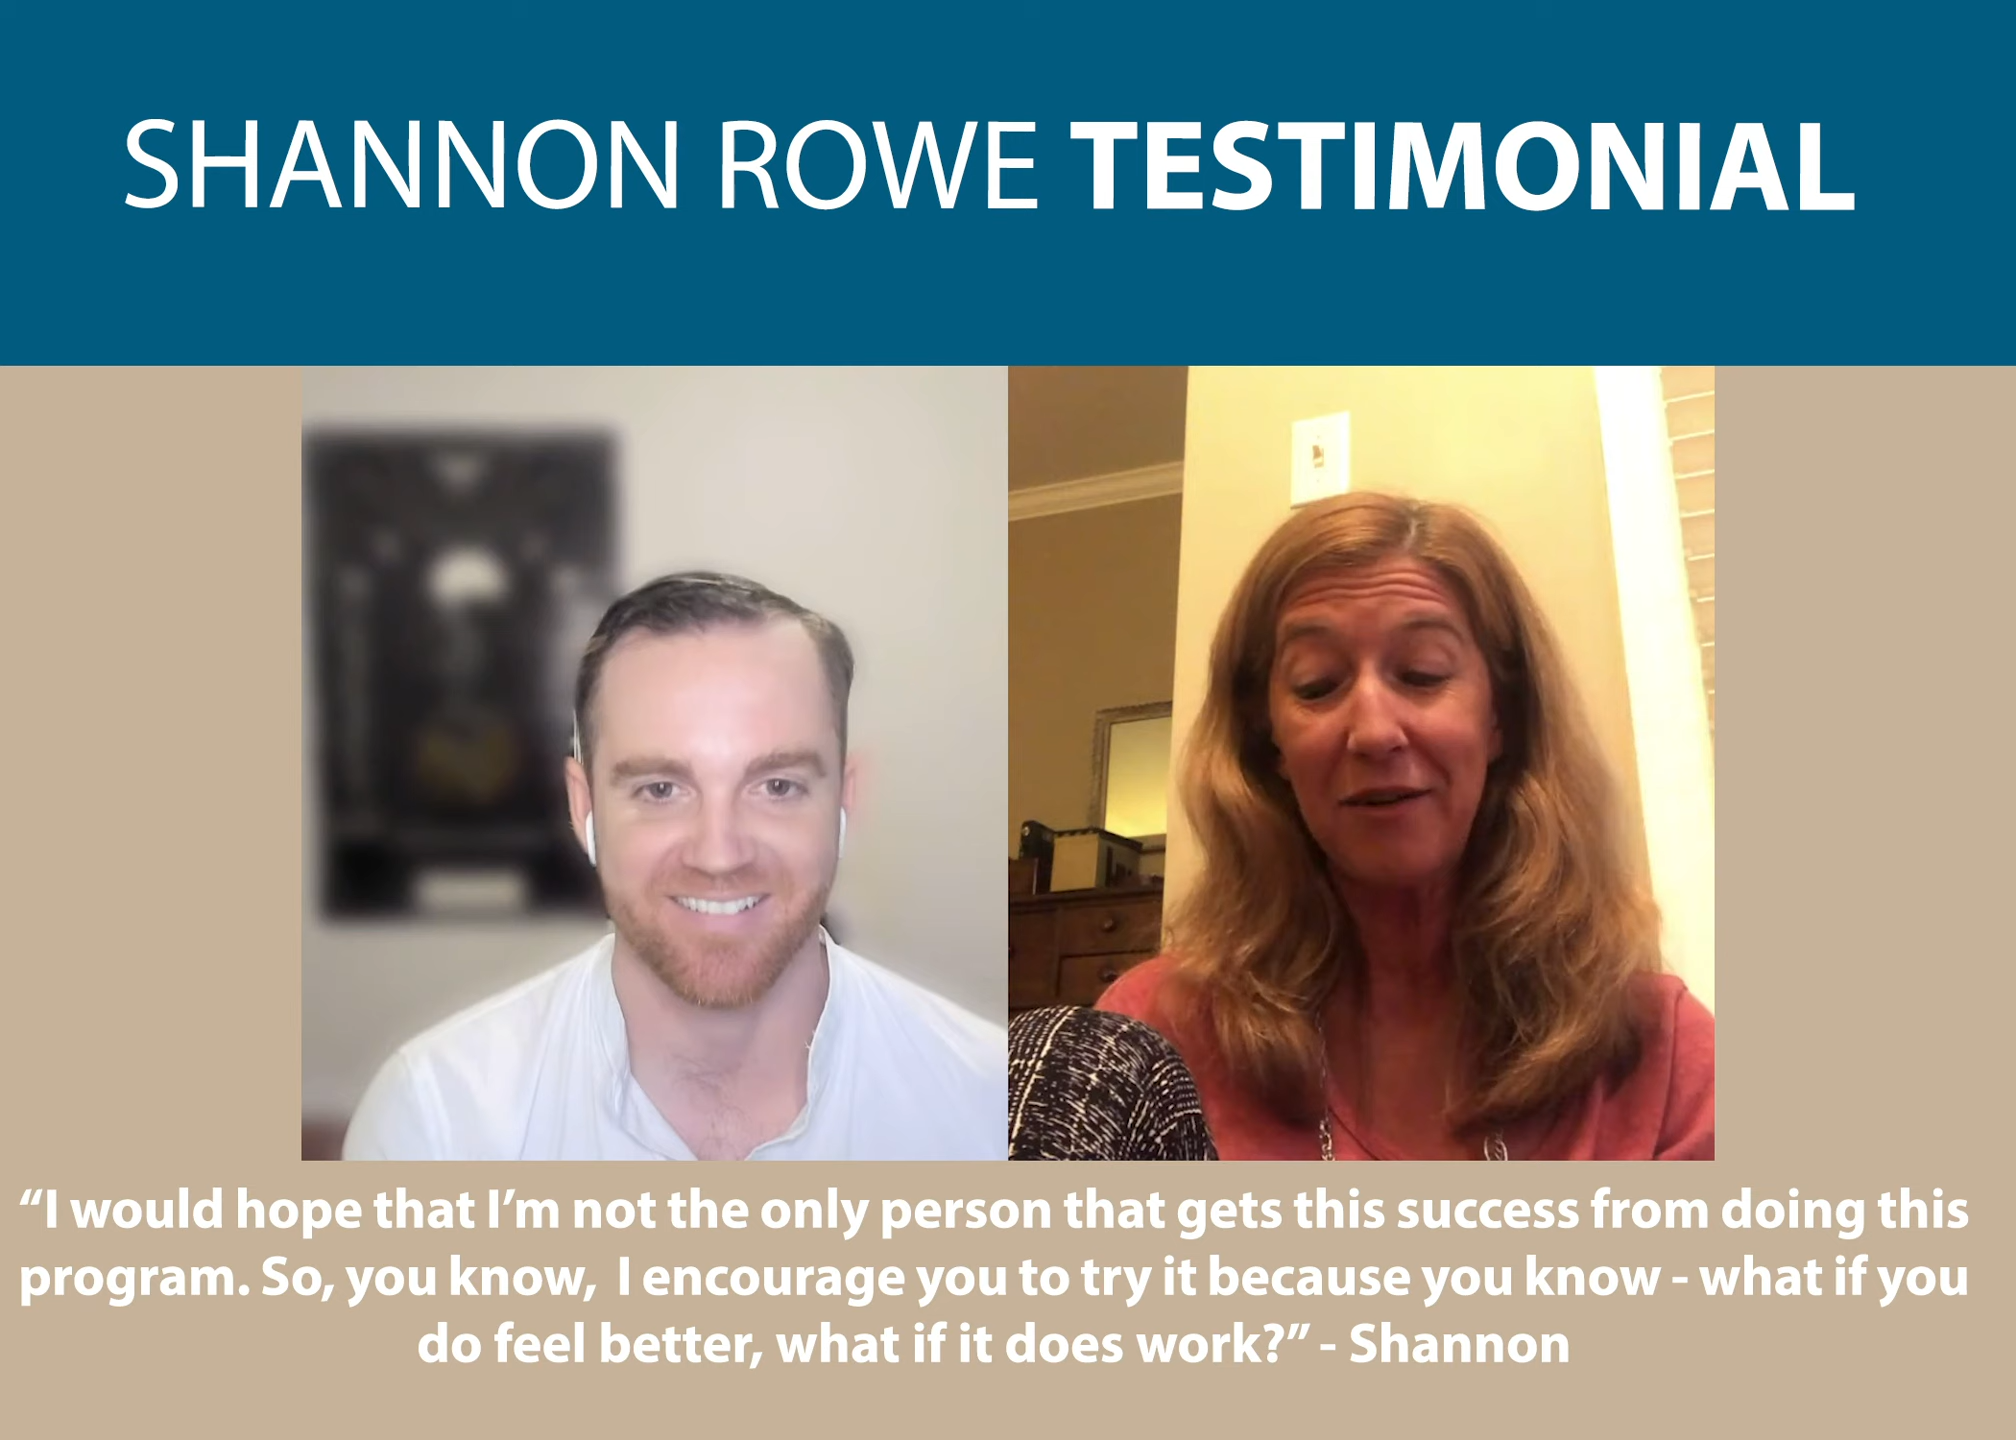 SHANNON ROWE TESTIMONIAL
“I would hope that I’m not the only person that gets this success from doing this
program. So, you know, I encourage you to try it because you know - what if you
do feel better, what if it does work?” - Shannon